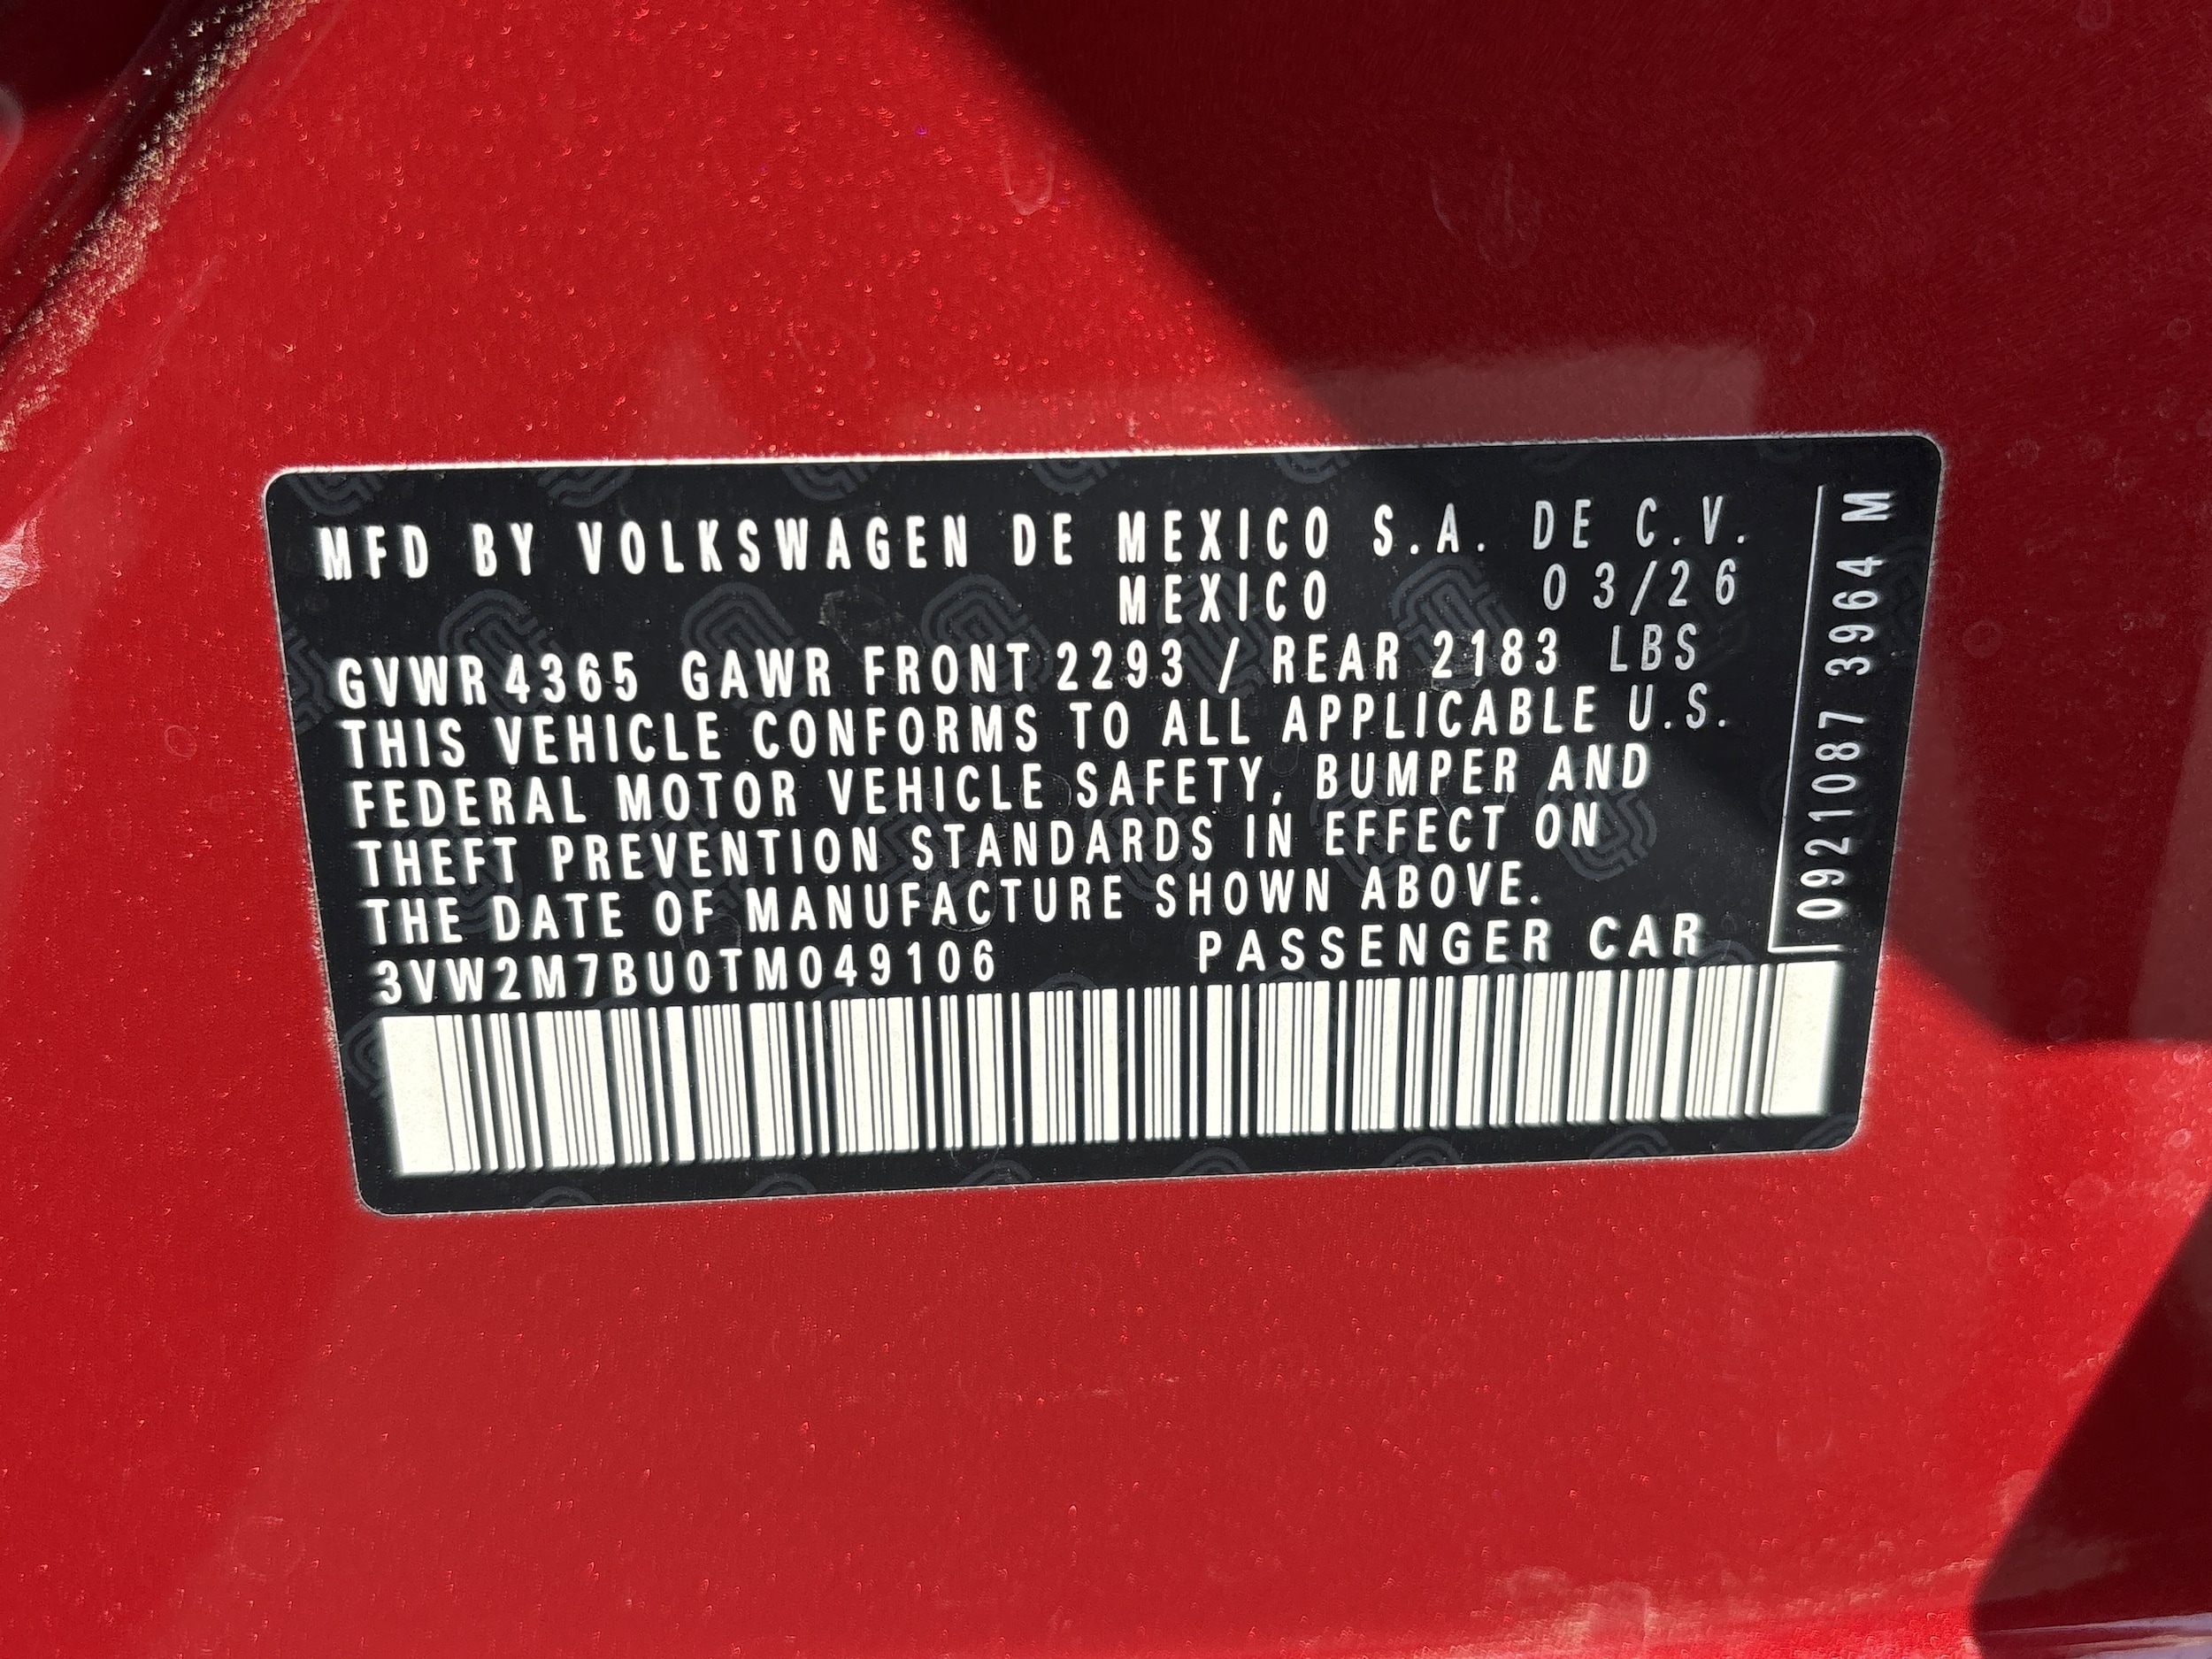 MFD BY VOLKSWAGEN DE MEXICO S.A. DE C.V.
MEXICO 03/26
GVWR 4365 GAWR FRONT 2293 / REAR 2183 LBS
THIS VEHICLE CONFORMS TO ALL APPLICABLE U.S.
FEDERAL MOTOR VEHICLE SAFETY, BUMPER AND
THEFT PREVENTION STANDARDS IN EFFECT ON
THE DATE OF MANUFACTURE SHOWN ABOVE.
3VW2M7BU0TM049106 PASSENGER CAR
0921087 3964 M